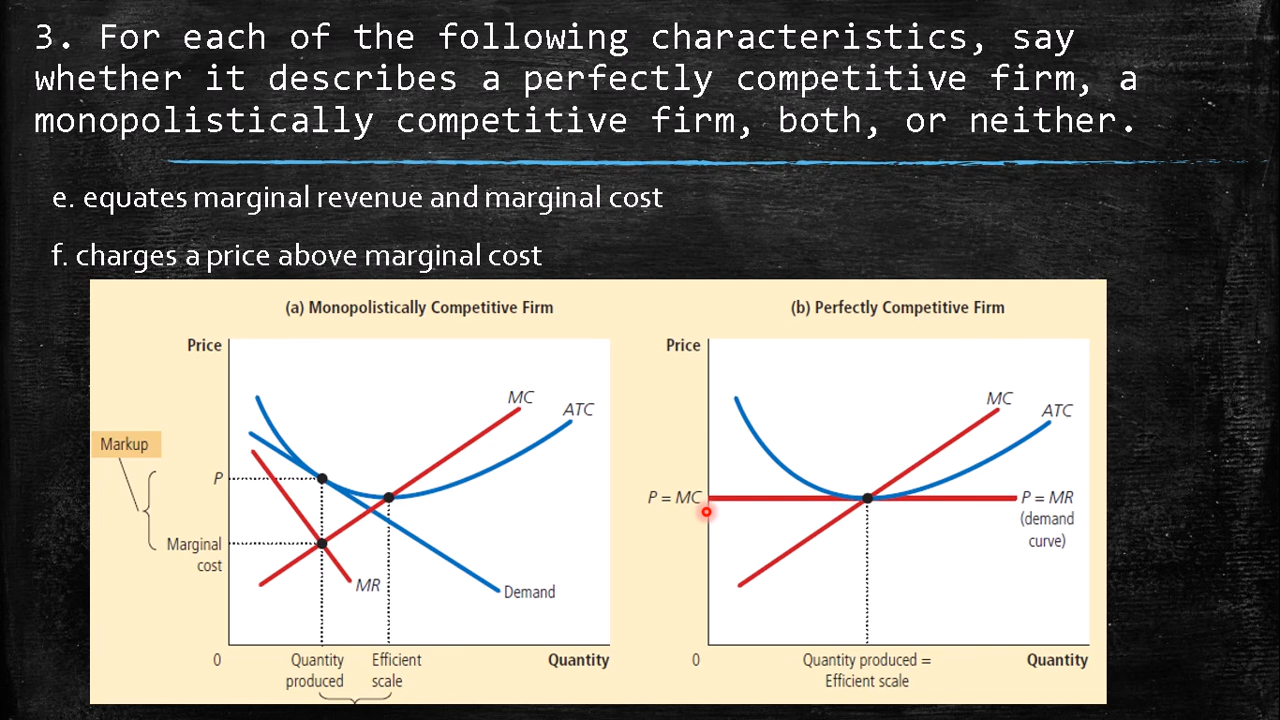 3. For each of the following characteristics, say
whether it describes a perfectly competitive firm, a
monopolistically competitive firm, both, or neither.
e. equates marginal revenue and marginal cost
f. charges a price above marginal cost
(a) Monopolistically Competitive Firm
Price
MC
ATC
Markup
P
Marginal
cost
MR
Demand
0
Quantity
produced
Efficient
scale
Quantity
(b) Perfectly Competitive Firm
Price
MC
ATC
P = MC
P = MR
(demand
curve)
0
Quantity produced =
Efficient scale
Quantity